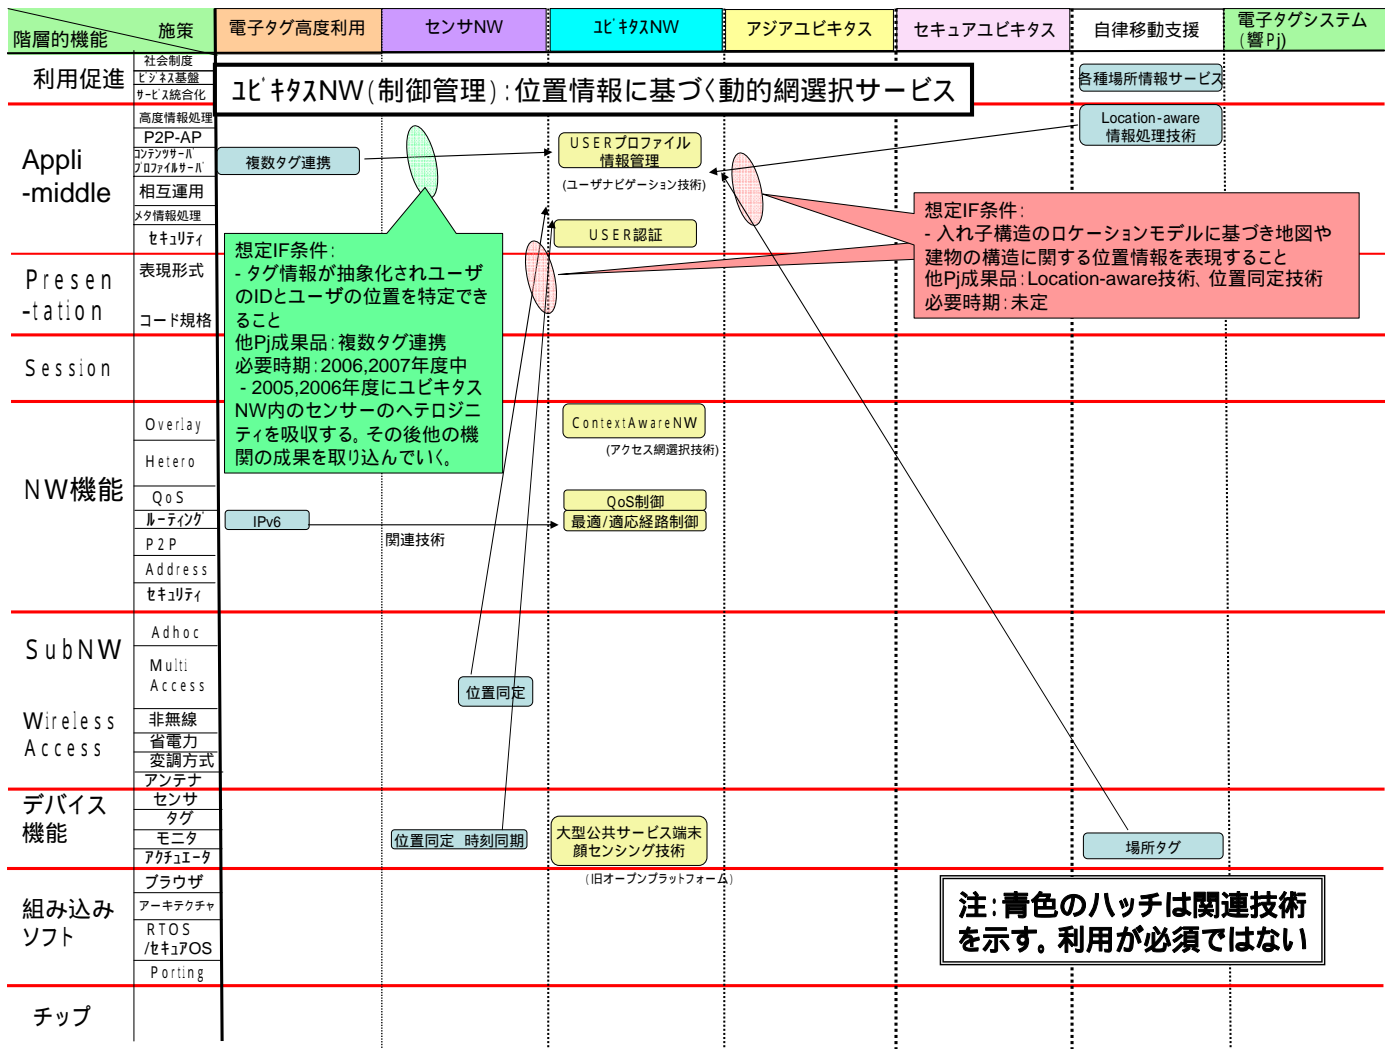 施策
階層的機能
電子タグ高度利用
センサNW
ユビキタスNW
アジアユビキタス
セキュアユビキタス
自律移動支援
電子タグシステム
(響Pj)
利用促進
社会制度
ビジネス基盤
サービス統合化
ユビキタスNW(制御管理):位置情報に基づく動的網選択サービス
各種場所情報サービス
Appli
-middle
高度情報処理
P2P-AP
コンテンツサーバ
プロファイルサーバ
相互運用
メタ情報処理
セキュリティ
複数タグ連携
USERプロファイル
情報管理
(ユーザナビゲーション技術)
USER認証
Location-aware
情報処理技術
想定IF条件:
- 入れ子構造のロケーションモデルに基づき地図や
建物の構造に関する位置情報を表現すること
他Pj成果品:Location-aware技術、位置同定技術
必要時期:未定
想定IF条件:
- タグ情報が抽象化されユーザ
のIDとユーザの位置を特定でき
ること
他Pj成果品:複数タグ連携
必要時期:2006,2007年度中
- 2005,2006年度にユビキタス
NW内のセンサーのヘテロジニ
ティを吸収する。その後他の機
関の成果を取り込んでいく。
Presen
-tation
表現形式
コード規格
Session
NW機能
Overlay
Hetero
QoS
ルーティング
P2P
Address
セキュリティ
ContextAwareNW
(アクセス網選択技術)
QoS制御
最適/適応経路制御
IPv6
関連技術
SubNW
Wireless
Access
Adhoc
Multi
Access
非無線
省電力
変調方式
アンテナ
位置同定
デバイス
機能
センサ
タグ
モニタ
アクチュエータ
位置同定 時刻同期
大型公共サービス端末
顔センシング技術
(旧オープンプラットフォーム)
場所タグ
組み込み
ソフト
ブラウザ
アーキテクチャ
RTOS
/セキュアOS
Porting
注:青色のハッチは関連技術
を示す。利用が必須ではない
チップ